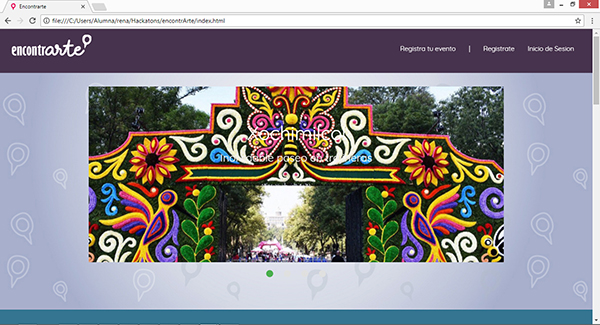 Encontrarte
file:///C:/Users/Alumna/rena/Hackatons/encontrArte/index.html
encontrarte
Registra tu evento | Registrate Inicio de Sesion
Xochimilco
paseo en trajineras